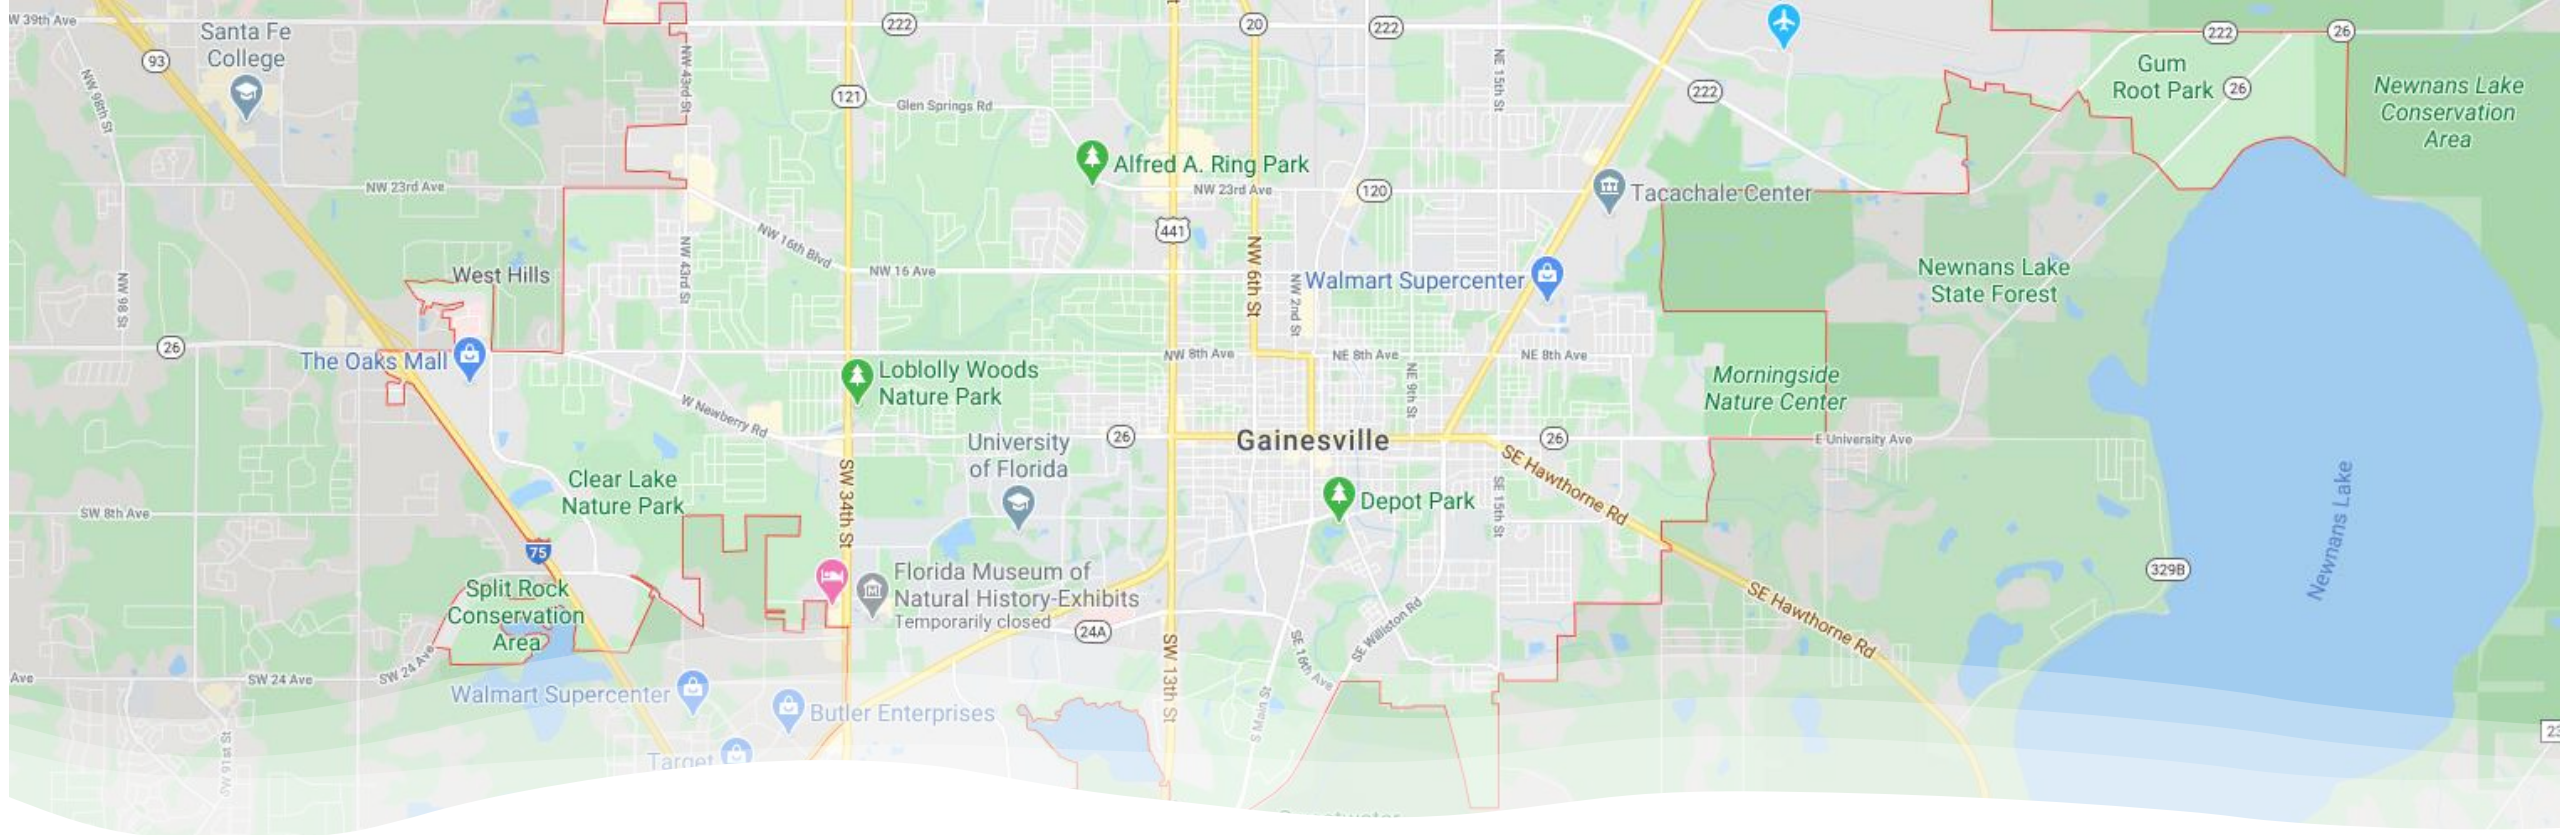 W 39th Ave
Santa Fe
College
93
NW 98th St
NW 43rd St
222
20
222
222
26
121
Glen Springs Rd
NE 15th St
222
Gum
Root Park
26
Newnans Lake
Conservation
Area
Alfred A. Ring Park
NW 23rd Ave
NW 23rd Ave
120
Tacachale Center
441
NW 16th Blvd
NW 43rd St
NW 16 Ave
NW 6th St
NW 2nd St
Walmart Supercenter
West Hills
NW 98 St
Newnans Lake
State Forest
26
The Oaks Mall
NW 8th Ave
NE 8th Ave
NE 8th Ave
NE 9th St
Loblolly Woods
Nature Park
Morningside
Nature Center
W Newberry Rd
University
of Florida
26
Gainesville
26
E University Ave
SE Hawthorne Rd
Clear Lake
Nature Park
SW 34th St
Depot Park
SE 15th St
SW 8th Ave
75
Newnans Lake
329B
Split Rock
Conservation
Area
Florida Museum of
Natural History-Exhibits
Temporarily closed
24A
SE Williston Rd
SE Hawthorne Rd
SE 16th Ave
SW 13th St
S Main St
Ave
SW 24 Ave
SW 24 Ave
Walmart Supercenter
Butler Enterprises
SW 91st St
Target
23